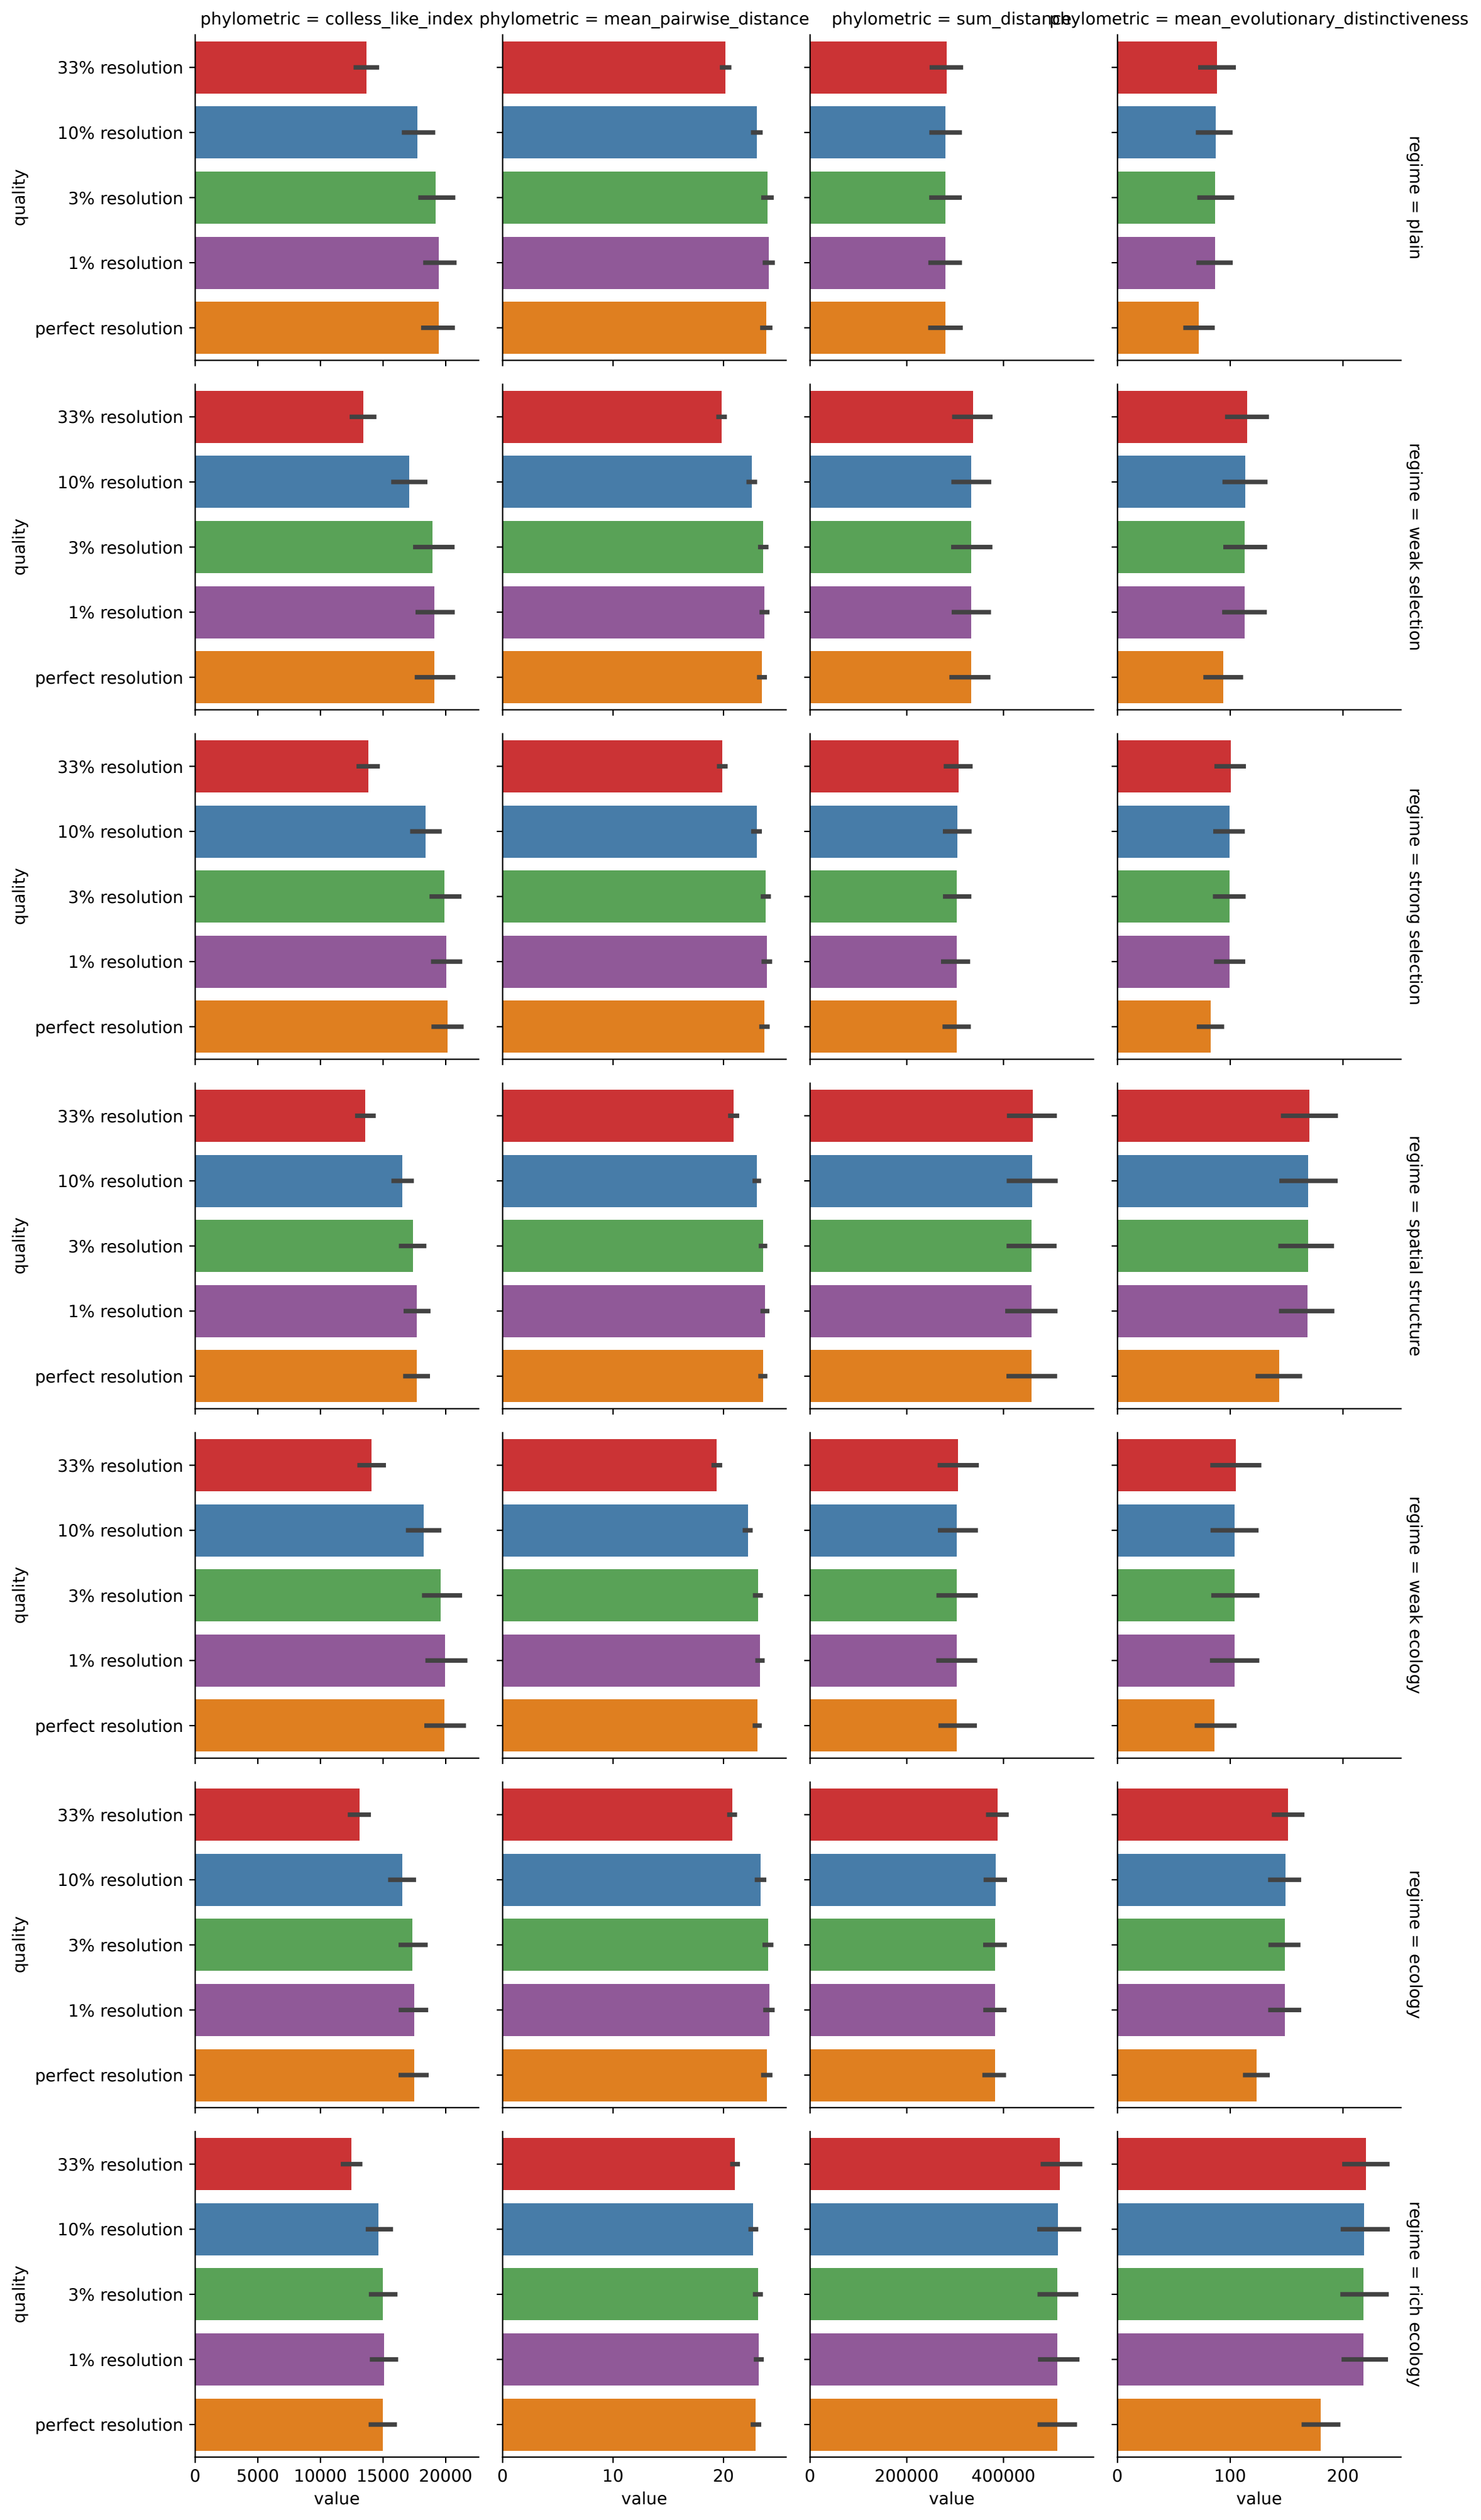 phylometric = colless_like_index
phylometric = mean_pairwise_distance
phylometric = sum_distance
phylometric = mean_evolutionary_distinctiveness
quality
33% resolution
10% resolution
3% resolution
1% resolution
perfect resolution
regime = plain
quality
33% resolution
10% resolution
3% resolution
1% resolution
perfect resolution
regime = weak selection
quality
33% resolution
10% resolution
3% resolution
1% resolution
perfect resolution
regime = strong selection
quality
33% resolution
10% resolution
3% resolution
1% resolution
perfect resolution
regime = spatial structure
quality
33% resolution
10% resolution
3% resolution
1% resolution
perfect resolution
regime = weak ecology
quality
33% resolution
10% resolution
3% resolution
1% resolution
perfect resolution
regime = ecology
quality
33% resolution
10% resolution
3% resolution
1% resolution
perfect resolution
regime = rich ecology
0 5000 10000 15000 20000
value
0 10 20
value
0 200000 400000
value
0 100 200
value